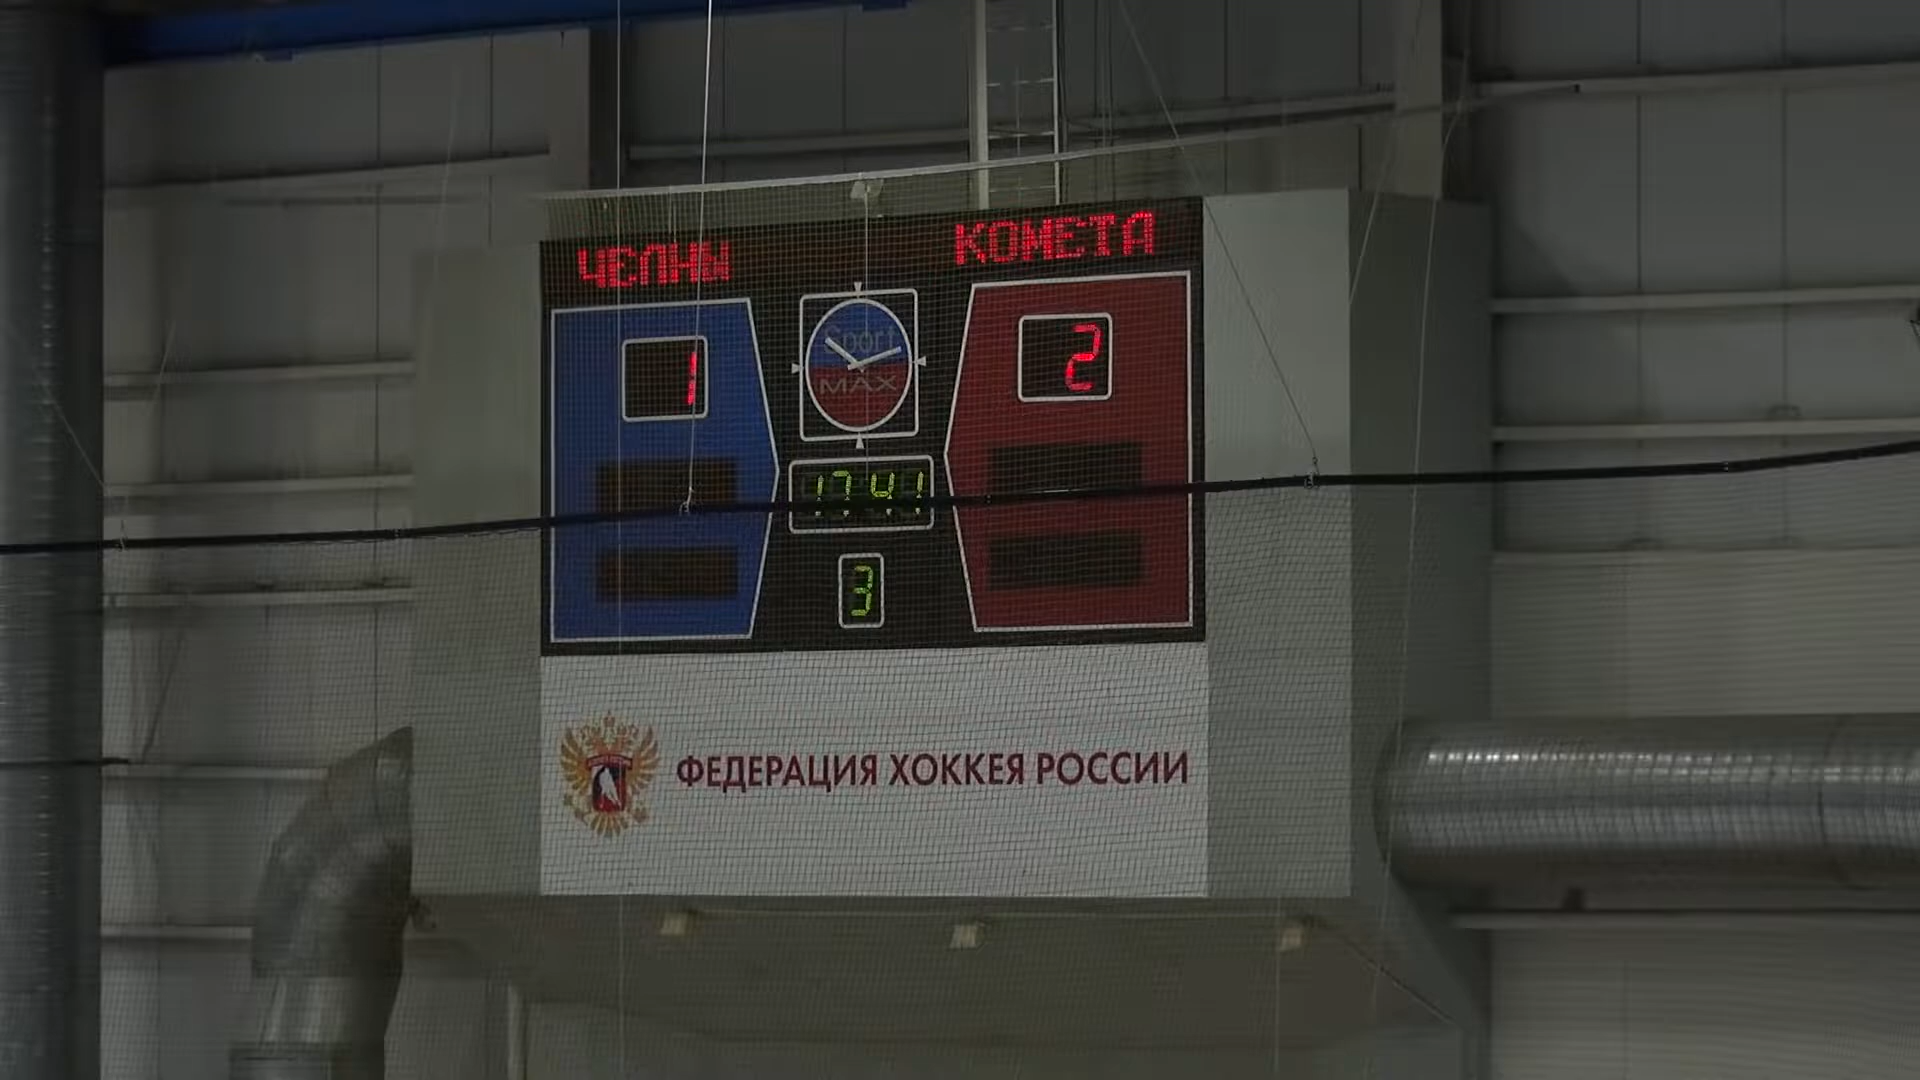 ЧЕЛНЫ
КОМЕТА
1
Sport
MAX
2
17 41
3
ФЕДЕРАЦИЯ ХОККЕЯ РОССИИ